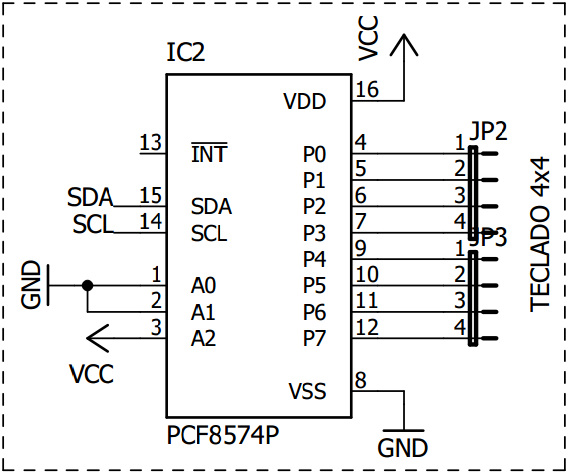 IC2
VCC
VDD 16
13 INT P0 4 1 JP2
P1 5 2
SDA 15 SDA P2 6 3
SCL 14 SCL P3 7 4
JP3
P4 9 1
GND 1 A0 P5 10 2
2 A1 P6 11 3
3 A2 P7 12 4
VCC
VSS 8
PCF8574P
GND
TECLADO 4x4